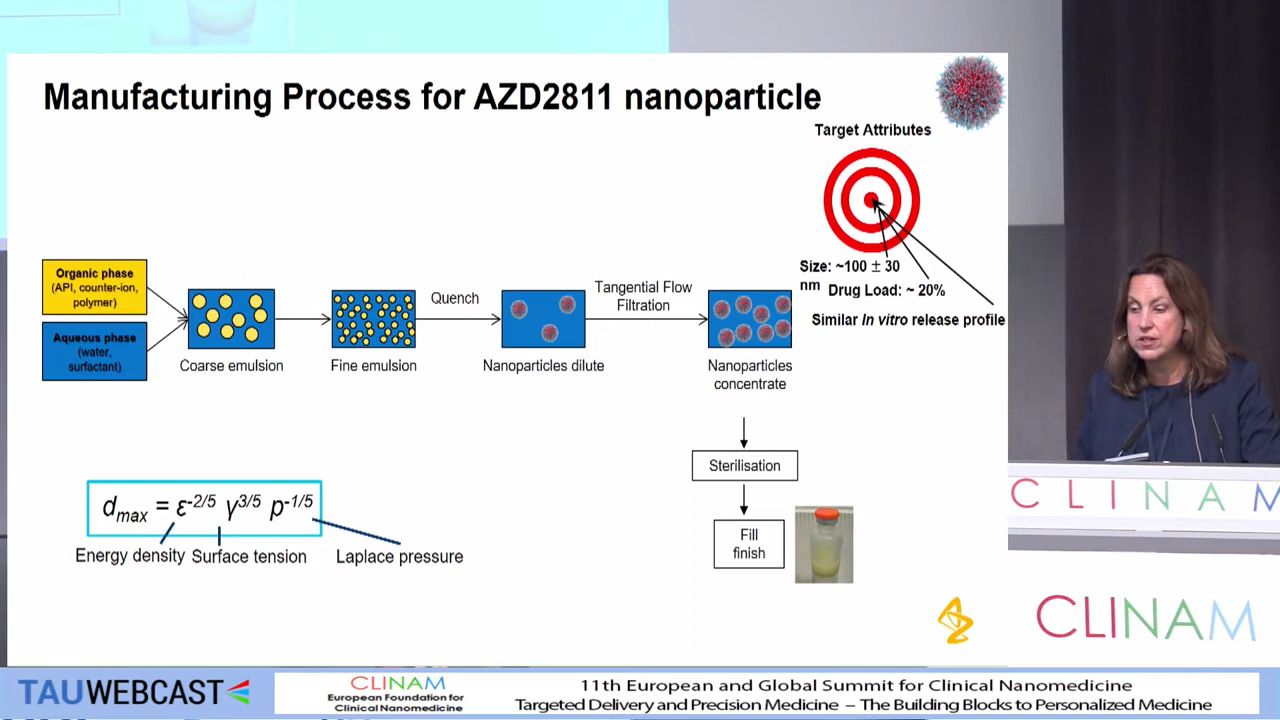 Manufacturing Process for AZD2811 nanoparticle
Target Attributes
Size: ~100 ± 30
nm
Drug Load: ~ 20%
Similar In vitro release profile
Organic phase
(API, counter-ion,
polymer)
Aqueous phase
(water,
surfactant)
Coarse emulsion
Fine emulsion
Quench
Nanoparticles dilute
Tangential Flow
Filtration
Nanoparticles
concentrate
Sterilisation
Fill
finish
dmax = ε-2/5 γ3/5 p-1/5
Energy density
Surface tension
Laplace pressure
CLINAM
CLINAM
TAUWEBCAST
CLINAM
European Foundation for
Clinical Nanomedicine
11th European and Global Summit for Clinical Nanomedicine
Targeted Delivery and Precision Medicine – The Building Blocks to Personalized Medicine